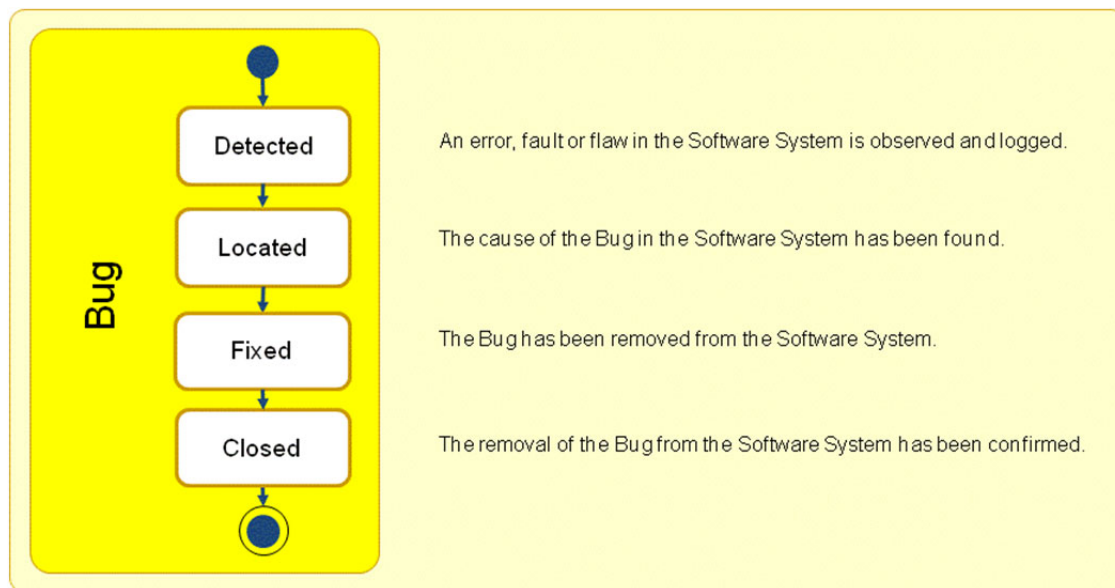 Bug
Detected
An error, fault or flaw in the Software System is observed and logged.
Located
The cause of the Bug in the Software System has been found.
Fixed
The Bug has been removed from the Software System.
Closed
The removal of the Bug from the Software System has been confirmed.